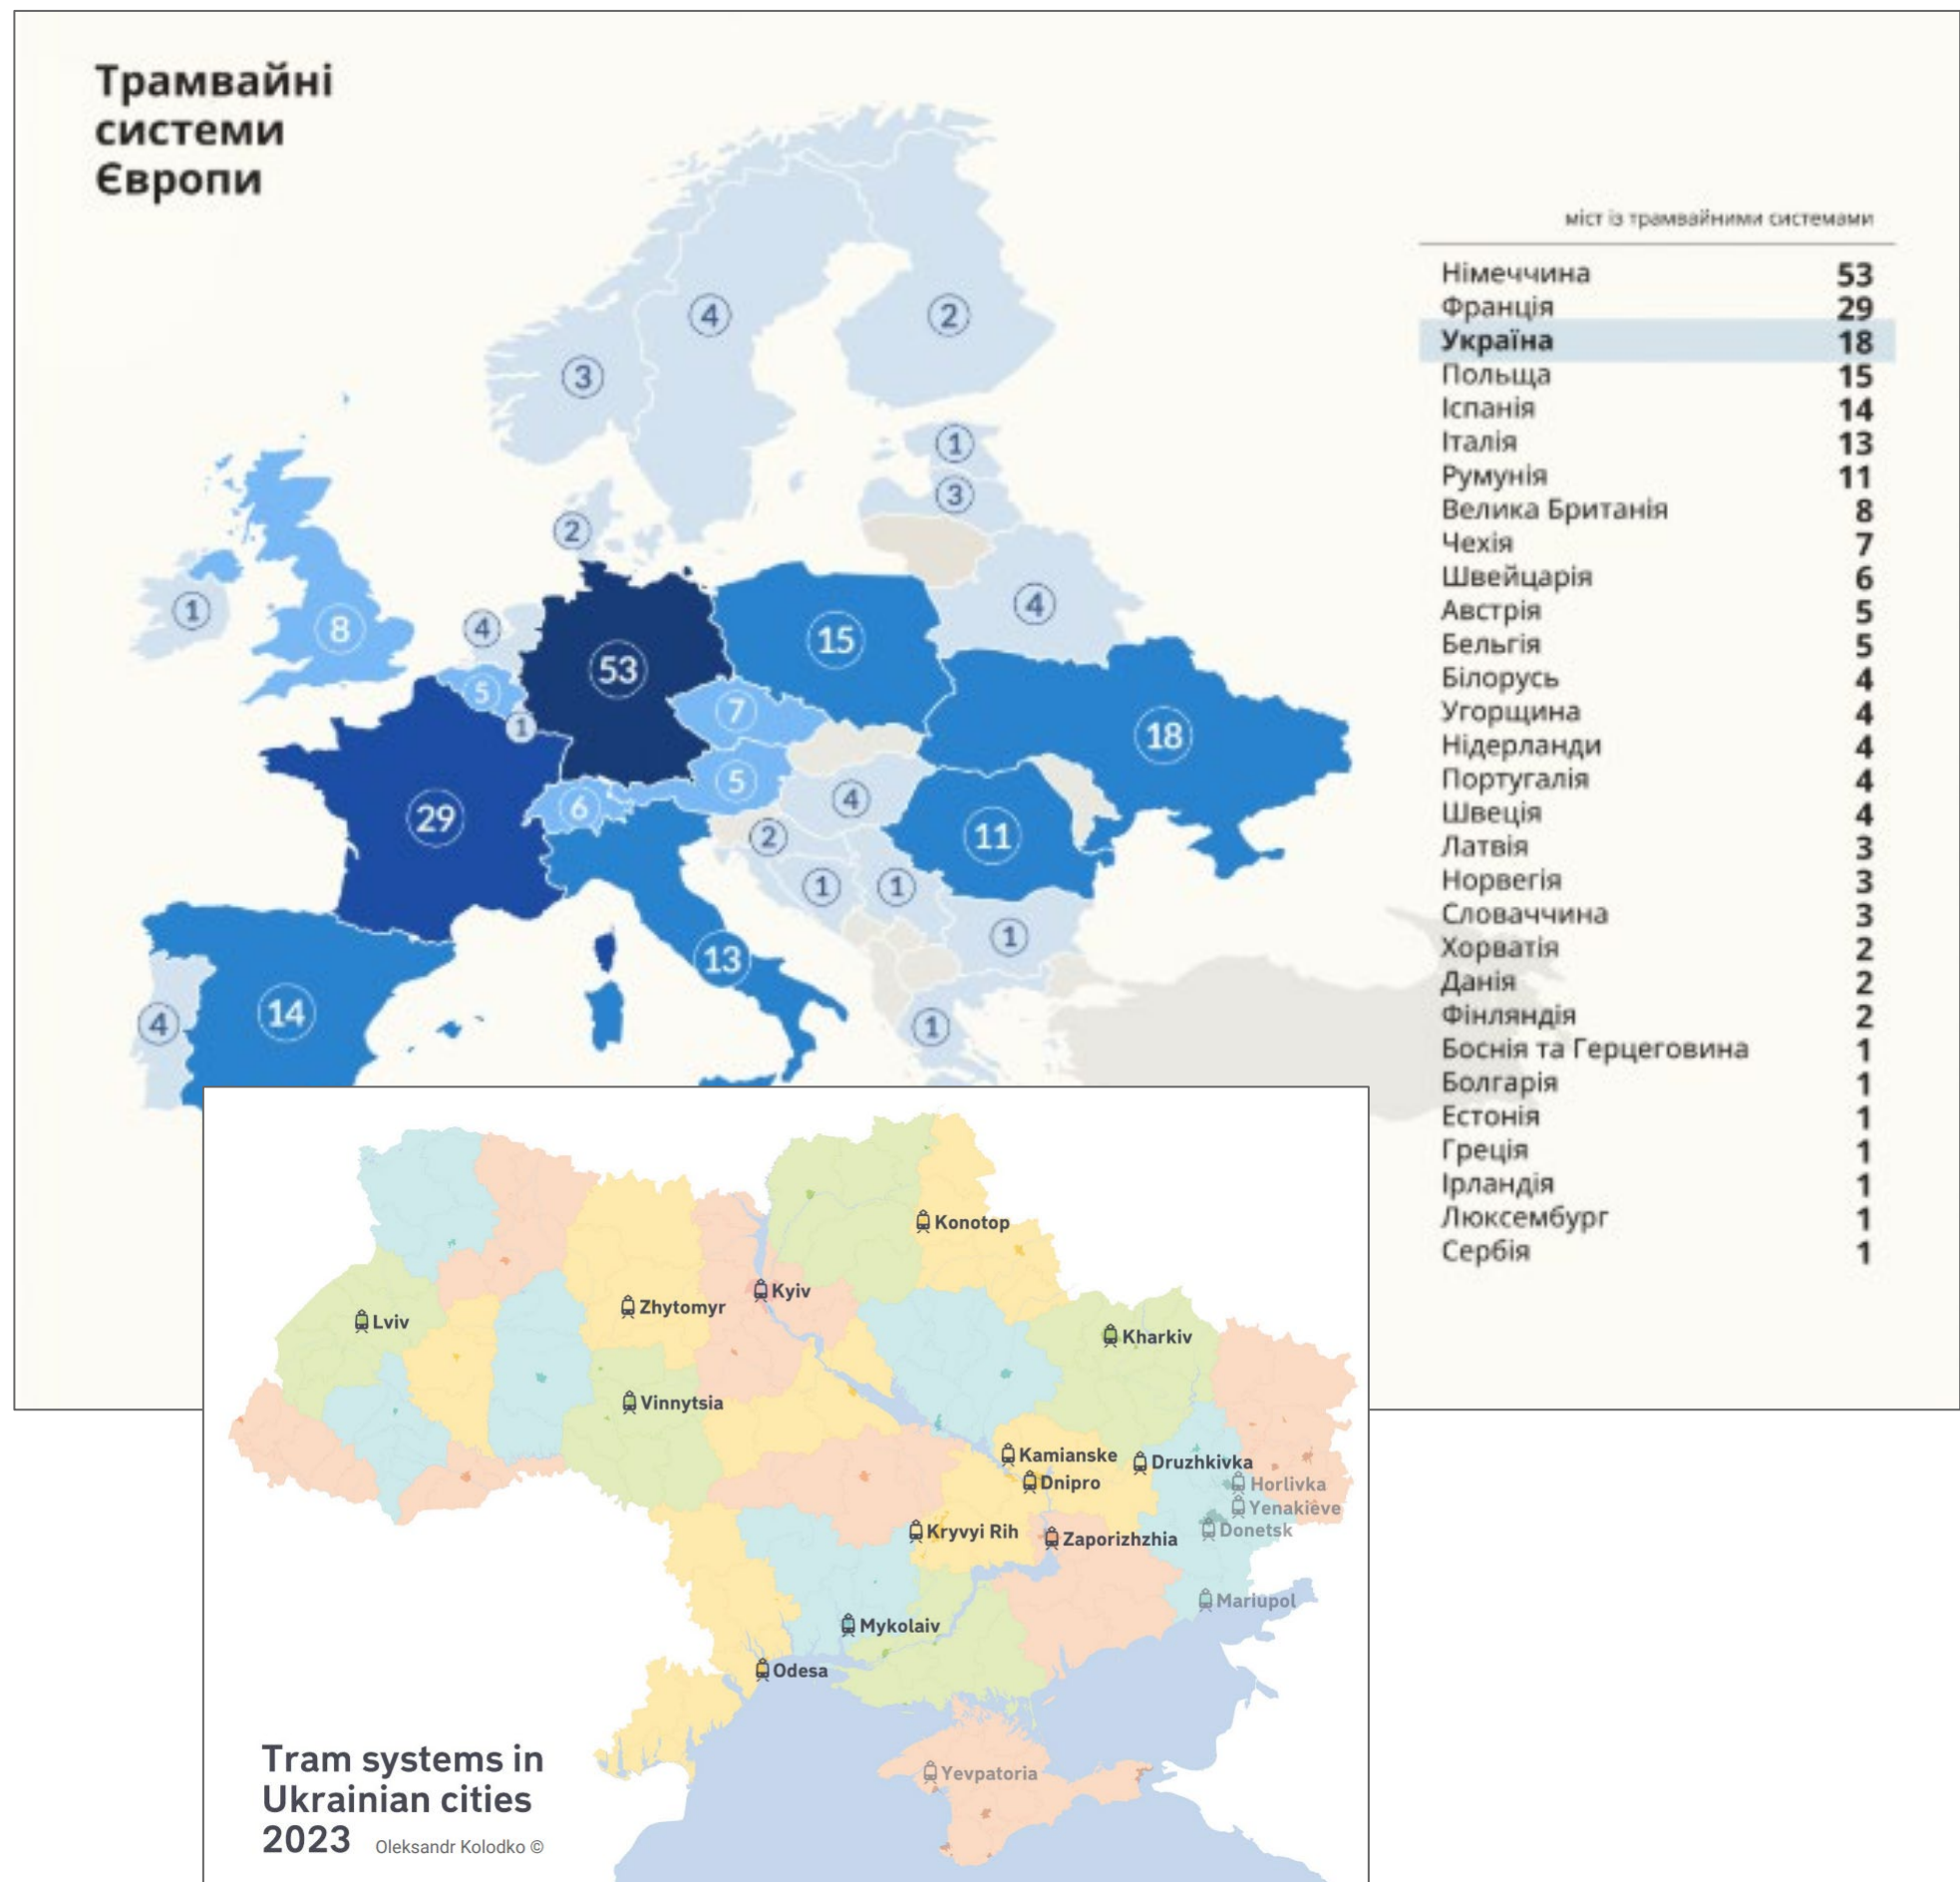 Трамвайні
системи
Європи
міст із трамвайними системами
Німеччина 53
Франція 29
Україна 18
Польща 15
Іспанія 14
Італія 13
Румунія 11
Велика Британія 8
Чехія 7
Швейцарія 6
Австрія 5
Бельгія 5
Білорусь 4
Угорщина 4
Нідерланди 4
Португалія 4
Швеція 4
Латвія 3
Норвегія 3
Словаччина 3
Хорватія 2
Данія 2
Фінляндія 2
Боснія та Герцеговина 1
Болгарія 1
Естонія 1
Греція 1
Ірландія 1
Люксембург 1
Сербія 1
4
2
3
1
3
2
4
1
8
4
53
15
5
1
7
18
5
6
4
29
2
11
1
1
1
13
14
4
1
Konotop
Kyiv
Zhytomyr
Lviv
Kharkiv
Vinnytsia
Kamianske
Druzhkivka
Dnipro
Horlivka
Yenakiève
Donetsk
Kryvyi Rih
Zaporizhzhia
Mariupol
Mykolaiv
Odesa
Yevpatoria
Tram systems in
Ukrainian cities
2023 Oleksandr Kolodko ©